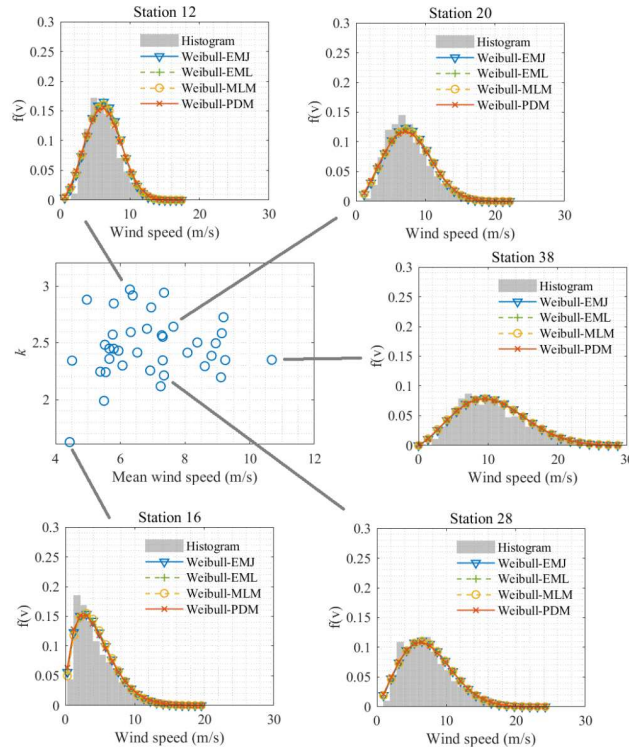 Station 12
0.3
0.25
0.2
0.15
0.1
0.05
0
f(v)
Histogram
Weibull-EMJ
Weibull-EML
Weibull-MLM
Weibull-PDM
0 10 20 30
Wind speed (m/s)
Station 20
0.3
0.25
0.2
0.15
0.1
0.05
0
f(v)
Histogram
Weibull-EMJ
Weibull-EML
Weibull-MLM
Weibull-PDM
0 10 20 30
Wind speed (m/s)
3
2
k
4 6 8 10 12
Mean wind speed (m/s)
Station 38
0.3
0.25
0.2
0.15
0.1
0.05
0
f(v)
Histogram
Weibull-EMJ
Weibull-EML
Weibull-MLM
Weibull-PDM
0 10 20 30
Wind speed (m/s)
Station 16
0.3
0.25
0.2
0.15
0.1
0.05
0
f(v)
Histogram
Weibull-EMJ
Weibull-EML
Weibull-MLM
Weibull-PDM
0 10 20 30
Wind speed (m/s)
Station 28
0.3
0.25
0.2
0.15
0.1
0.05
0
f(v)
Histogram
Weibull-EMJ
Weibull-EML
Weibull-MLM
Weibull-PDM
0 10 20 30
Wind speed (m/s)